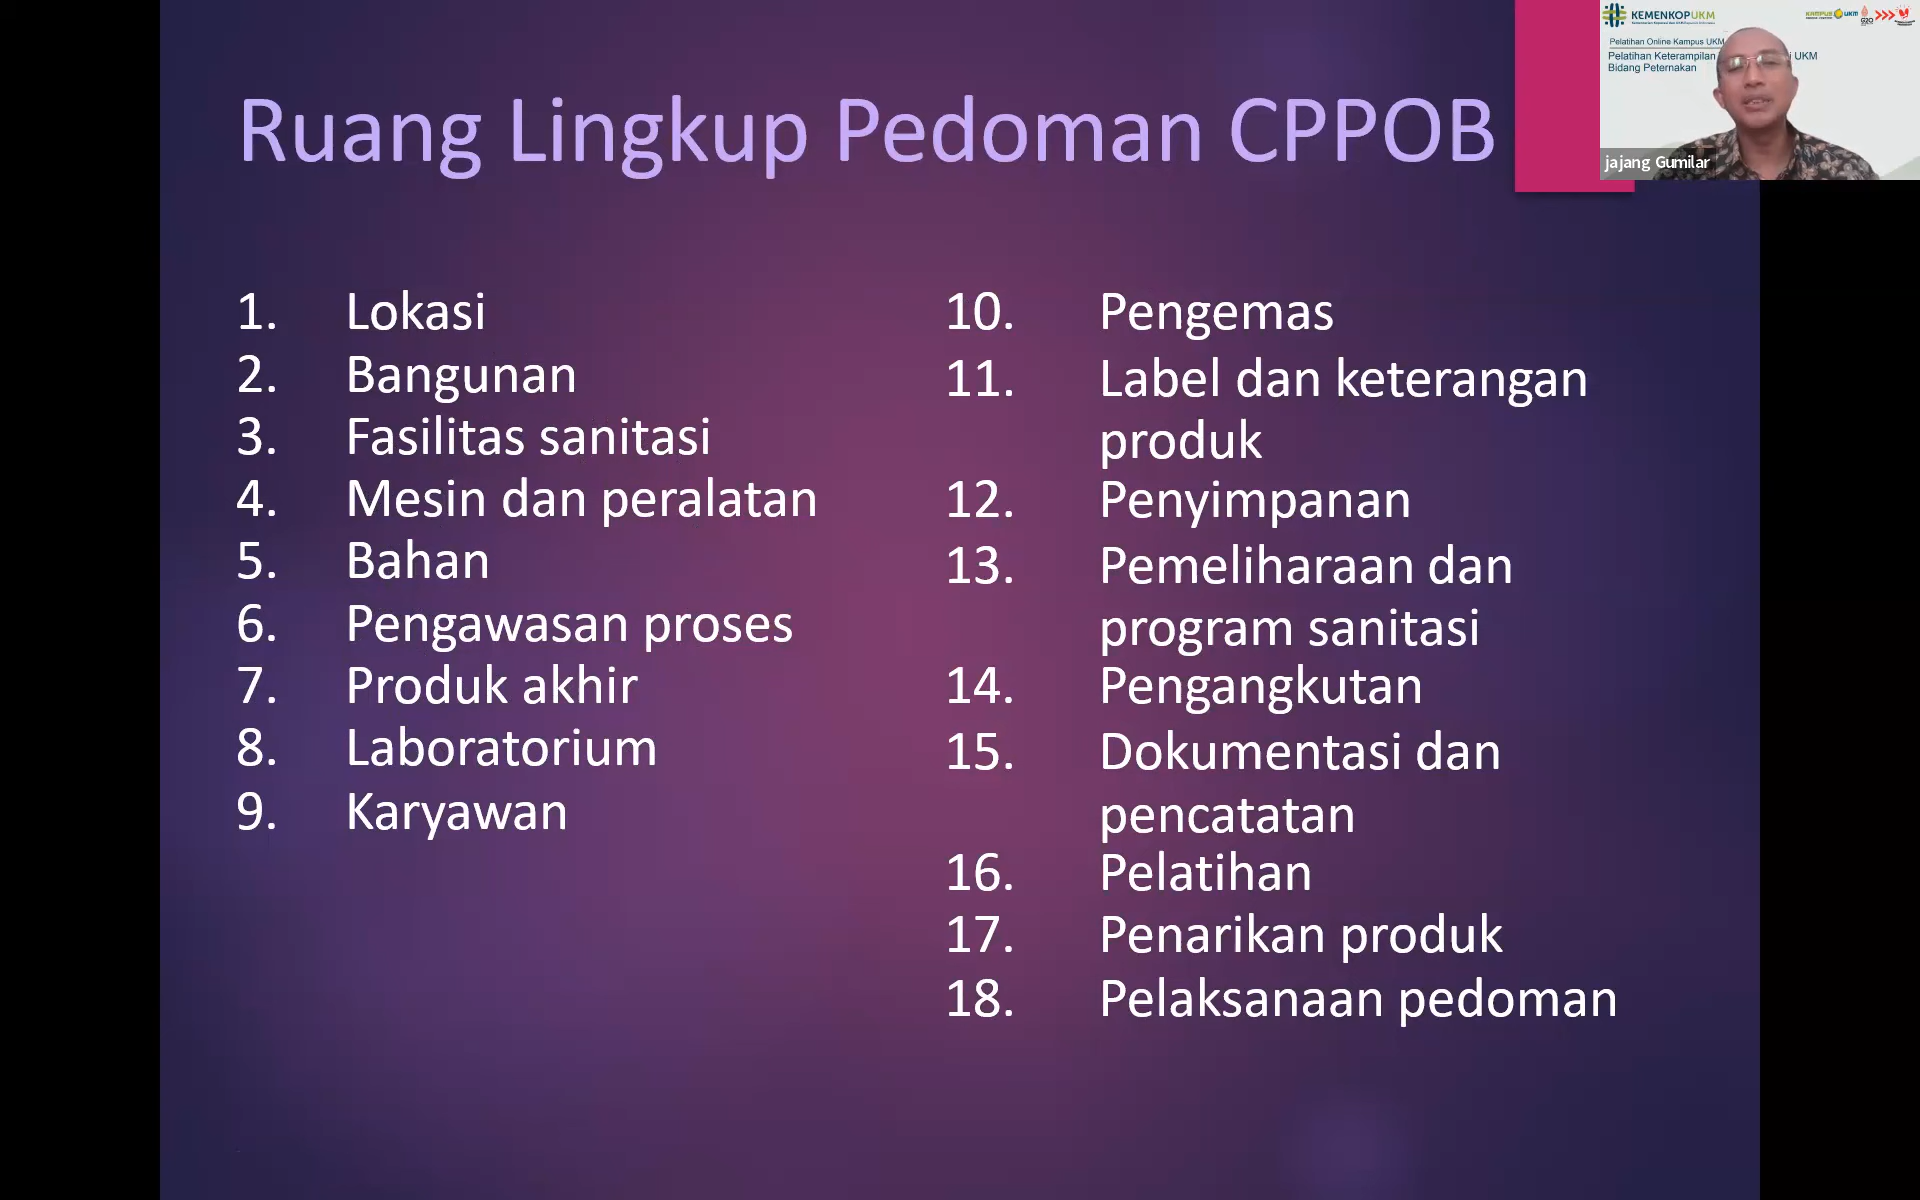 Ruang Lingkup Pedoman CPPOB
1. Lokasi
2. Bangunan
3. Fasilitas sanitasi
4. Mesin dan peralatan
5. Bahan
6. Pengawasan proses
7. Produk akhir
8. Laboratorium
9. Karyawan
10. Pengemas
11. Label dan keterangan
produk
12. Penyimpanan
13. Pemeliharaan dan
program sanitasi
14. Pengangkutan
15. Dokumentasi dan
pencatatan
16. Pelatihan
17. Penarikan produk
18. Pelaksanaan pedoman
KEMENKOPUKM
KAMPUS UKM
G20
Pelatihan Online Kampus UKM
Pelatihan Keterampilan UKM
Bidang Peternakan
jajang Gumilar